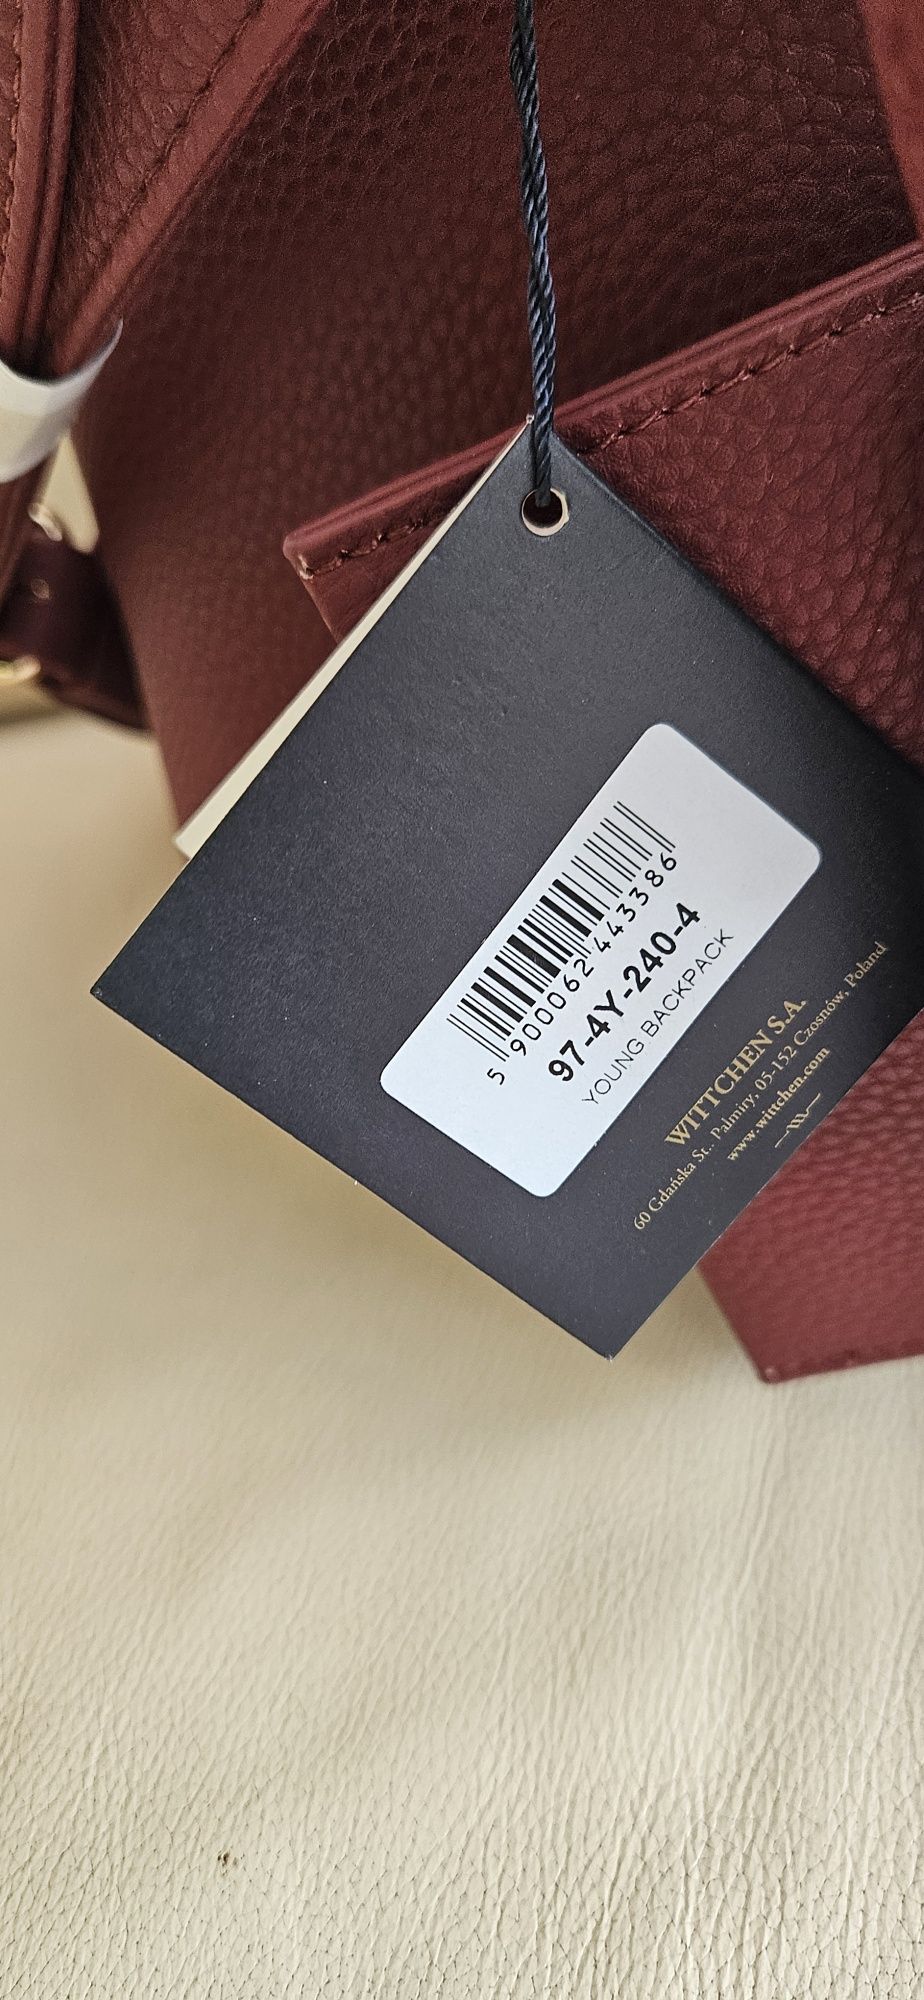 5 900062 443386
97-4Y-240-4
YOUNG BACKPACK
WITTCHEN S.A.
60 Gdańska St., Palmiry, 05-152 Czosnów, Poland
www.wittchen.com